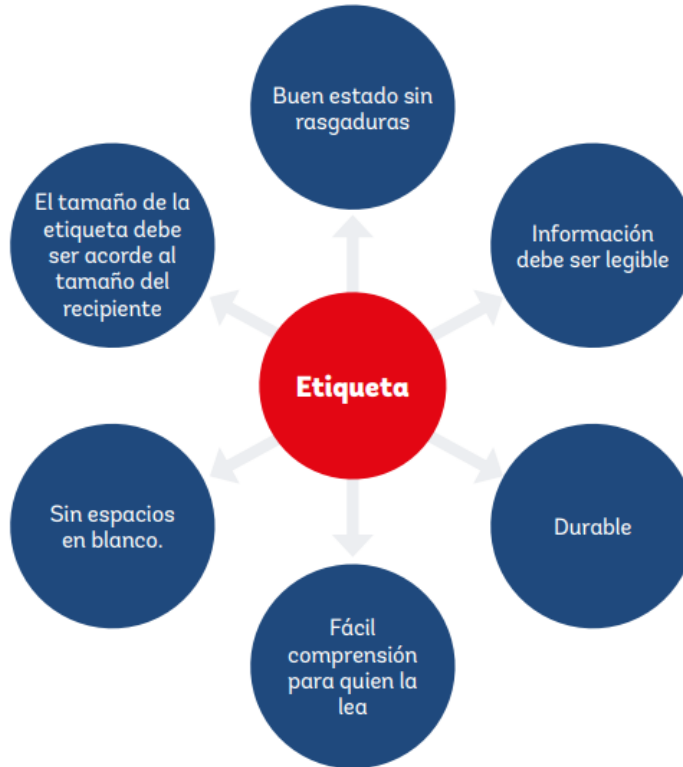 Buen estado sin
rasgaduras
El tamaño de la
etiqueta debe
ser acorde al
tamaño del
recipiente
Información
debe ser legible
Etiqueta
Sin espacios
en blanco.
Durable
Fácil
comprensión
para quien la
lea